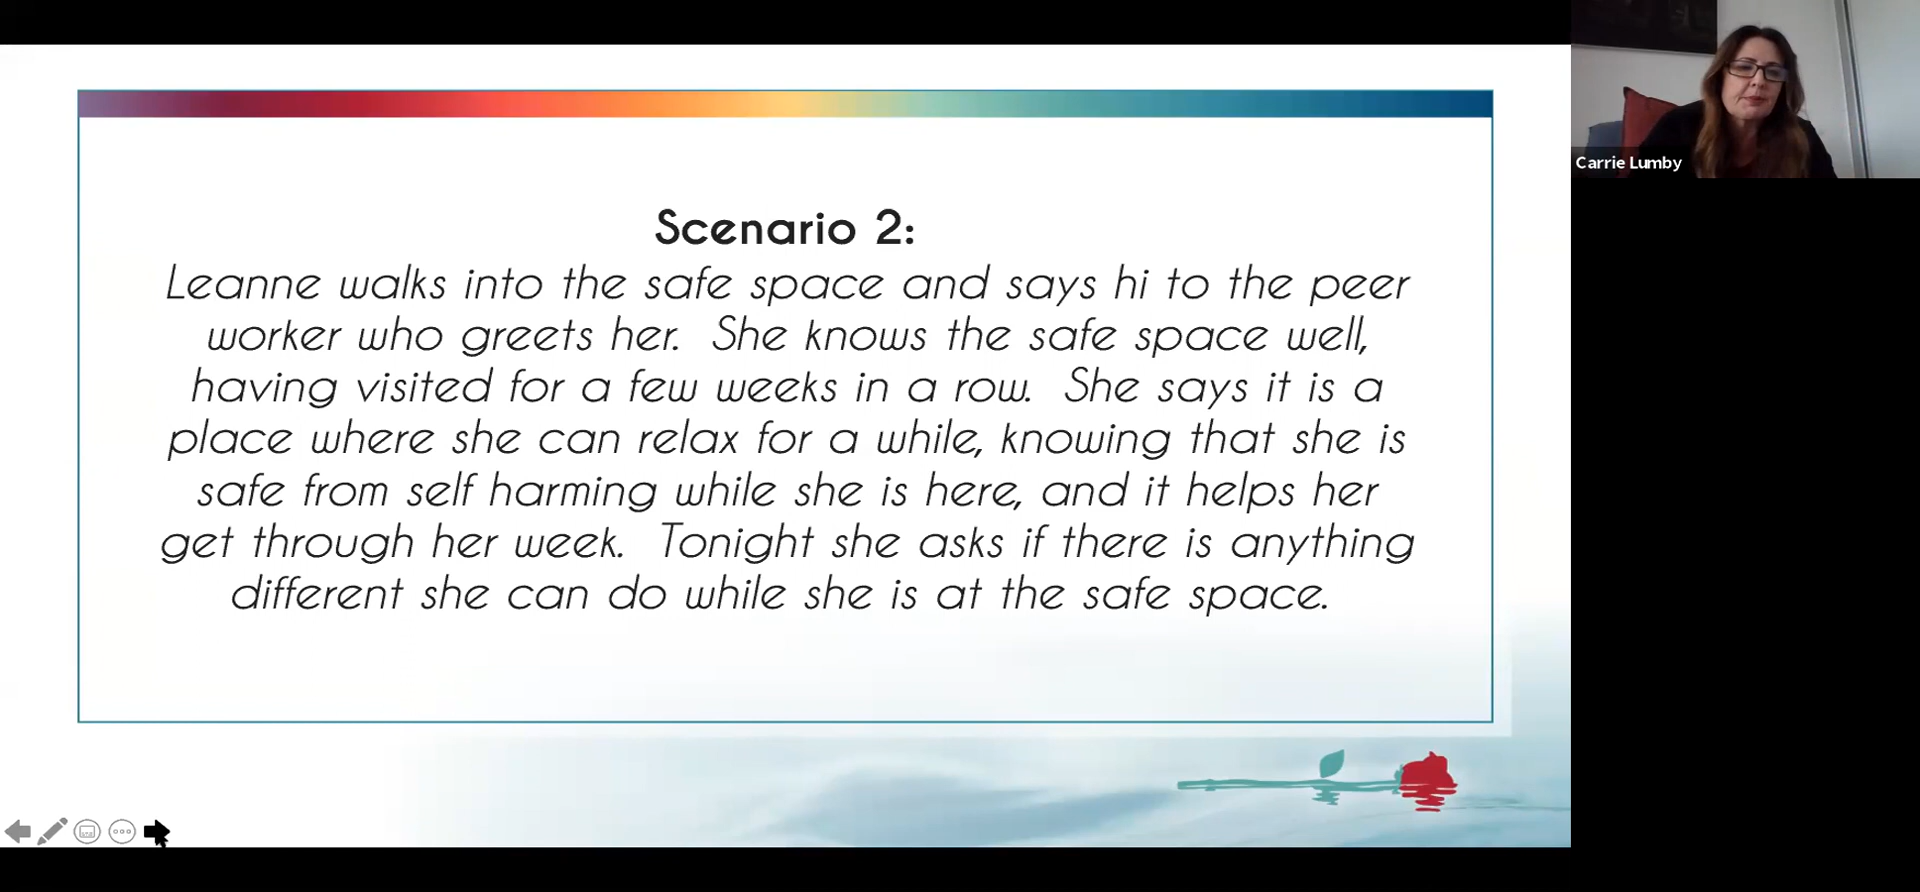 Scenario 2:
Leanne walks into the safe space and says hi to the peer
worker who greets her.  She knows the safe space well,
having visited for a few weeks in a row.  She says it is a
place where she can relax for a while, knowing that she is
safe from self harming while she is here, and it helps her
get through her week.  Tonight she asks if there is anything
different she can do while she is at the safe space.
Carrie Lumby